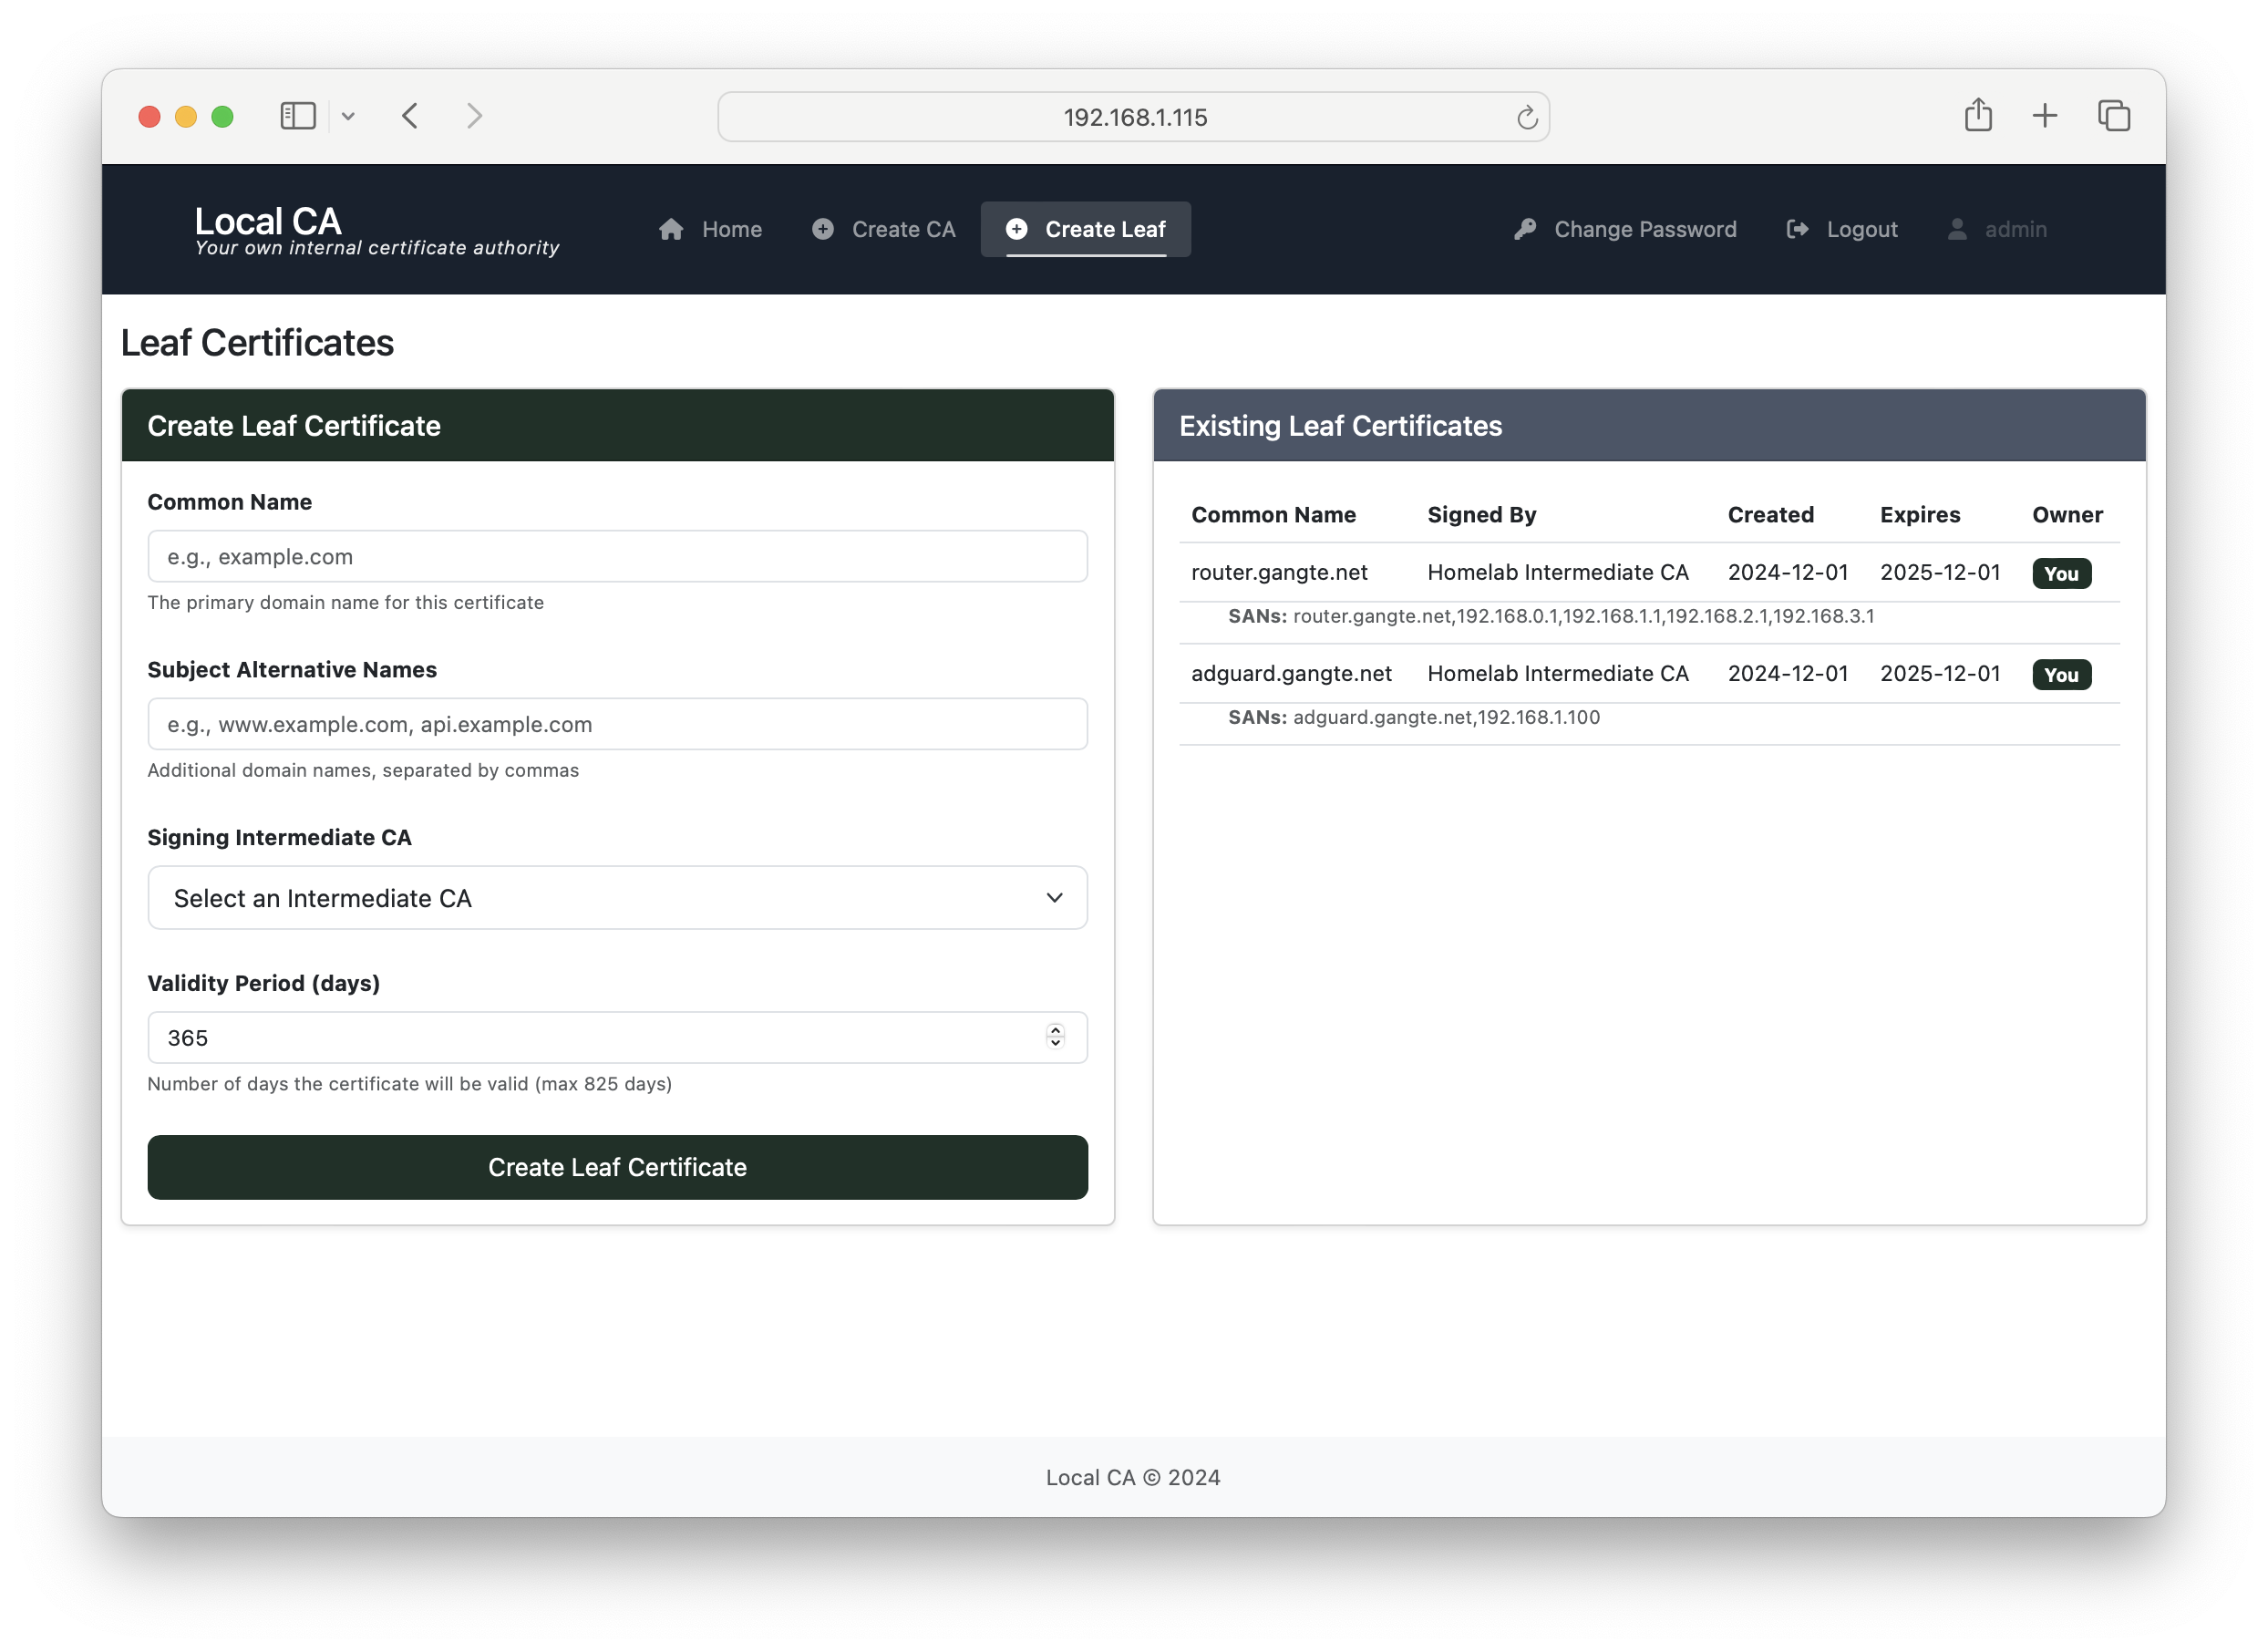 192.168.1.115
Local CA
Your own internal certificate authority
Home
Create CA
Create Leaf
Change Password
Logout
admin
Leaf Certificates
Create Leaf Certificate
Common Name
e.g., example.com
The primary domain name for this certificate
Subject Alternative Names
e.g., www.example.com, api.example.com
Additional domain names, separated by commas
Signing Intermediate CA
Select an Intermediate CA
Validity Period (days)
365
Number of days the certificate will be valid (max 825 days)
Create Leaf Certificate
Existing Leaf Certificates
Common Name Signed By Created Expires Owner
router.gangte.net Homelab Intermediate CA 2024-12-01 2025-12-01 You
SANs: router.gangte.net,192.168.0.1,192.168.1.1,192.168.2.1,192.168.3.1
adguard.gangte.net Homelab Intermediate CA 2024-12-01 2025-12-01 You
SANs: adguard.gangte.net,192.168.1.100
Local CA © 2024